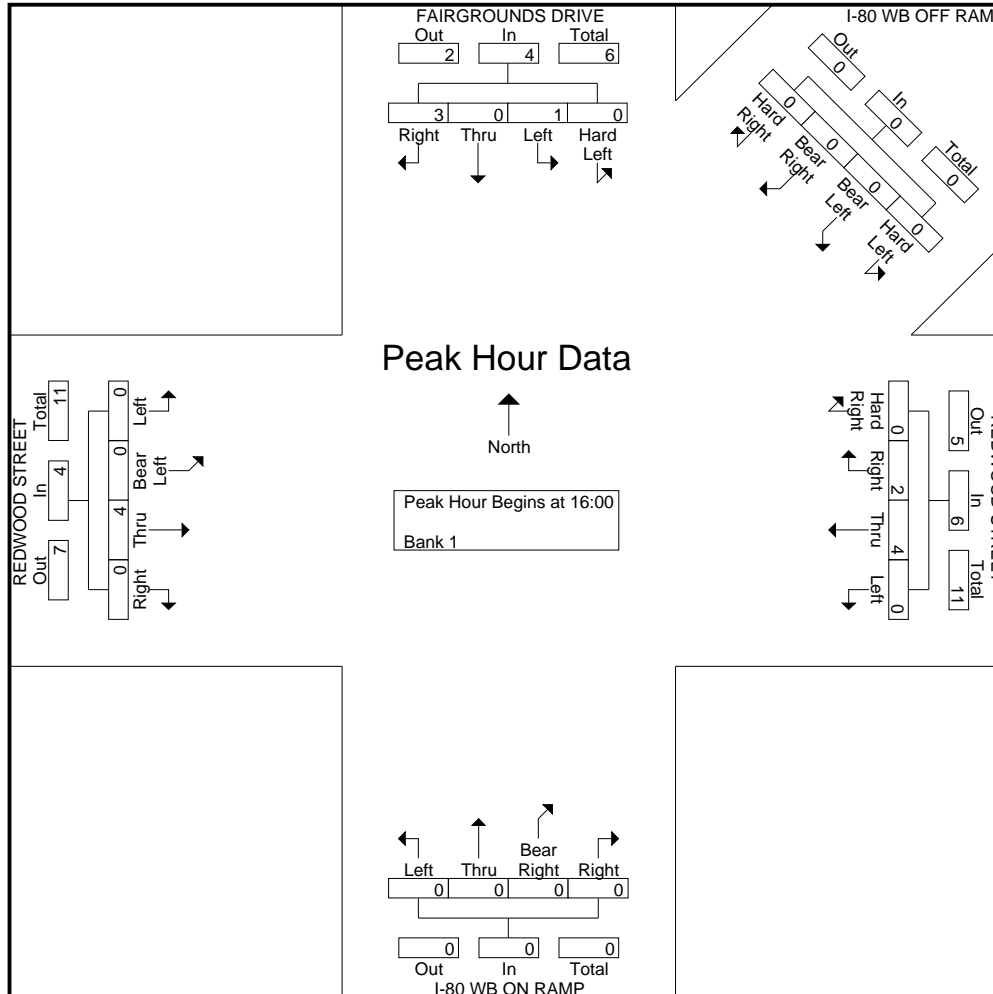 FAIRGROUNDS DRIVE
Out In Total
2 4 6
3 0 1 0
Right Thru Left Hard
Left
I-80 WB OFF RAM
Out
0
In
0
Total
0
0 0 0 0
Hard
Right
Bear
Right
Bear
Left
Hard
Left
Peak Hour Data
North
Peak Hour Begins at 16:00
Bank 1
REDWOOD STREET
Total
11
In
4
Out
7
0
Left
0
Bear
Left
4
Thru
0
Right
Hard
Right
0
Right
2
Thru
4
Left
0
Out
5
In
6
Total
11
Left Thru Bear
Right Right
0 0 0 0
0 0 0
Out In Total
I-80 WB ON RAMP